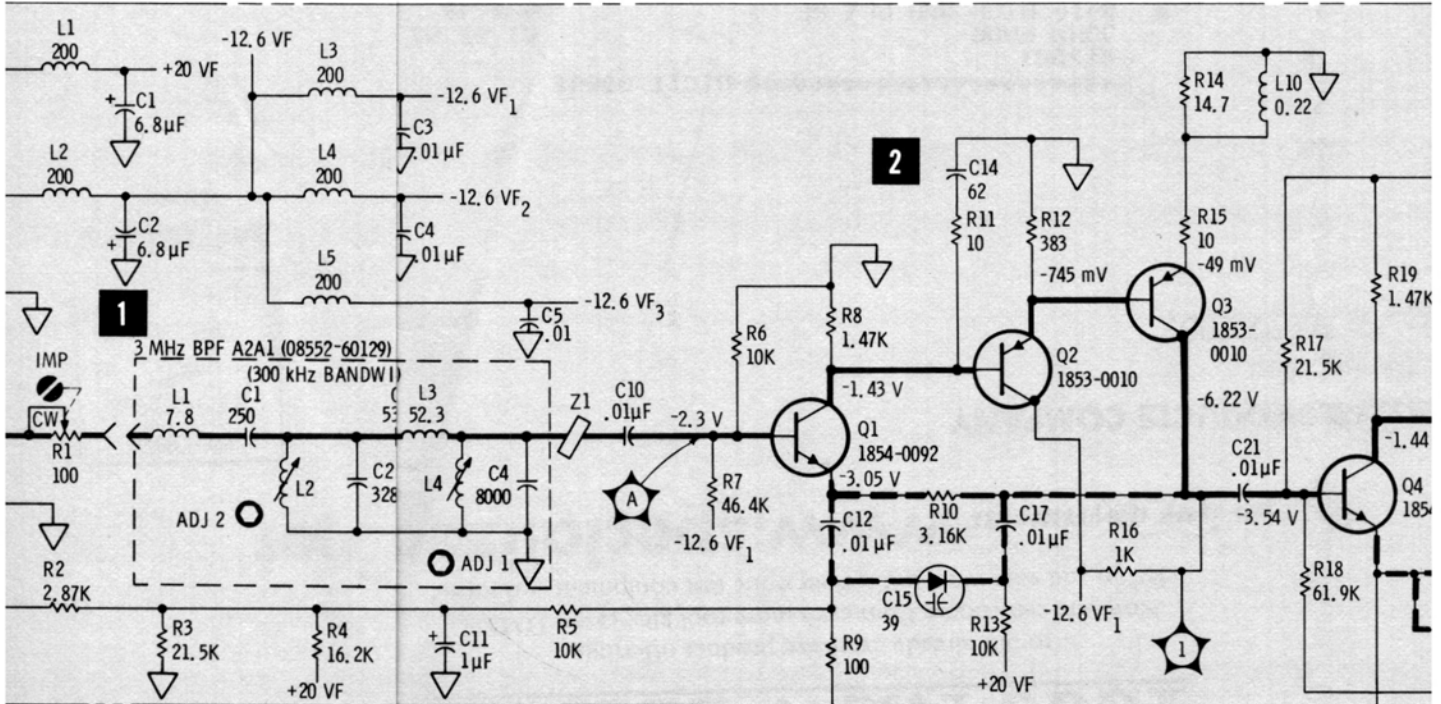 L1
200
+20 VF
+
C1
6.8µF
L2
200
C2
6.8µF
+
-12.6 VF
L3
200
-12.6 VF1
C3
.01µF
L4
200
-12.6 VF2
C4
.01µF
L5
200
-12.6 VF3
C5
.01
1
3 MHz BPF A2A1 (08552-60129)
(300 kHz BANDWI
IMP
CW
R1
100
L1
7.8
C1
250
L2
ADJ 2
C2
328
53
L3
52.3
L4
C4
8000
ADJ 1
Z1
C10
.01µF
-2.3 V
A
R2
2.87K
R3
21.5K
R4
16.2K
+20 VF
+
C11
1µF
R5
10K
R6
10K
R7
46.4K
-12.6 VF1
R8
1.47K
-1.43 V
Q1
1854-0092
-3.05 V
C12
.01µF
R10
3.16K
C17
.01µF
C15
39
R9
100
R13
10K
+20 VF
2
C14
62
R11
10
R12
383
-745 mV
Q2
1853-0010
R14
14.7
L10
0.22
R15
10
-49 mV
Q3
1853-
0010
-6.22 V
R16
1K
-12.6 VF1
1
C21
.01µF
-3.54 V
R17
21.5K
R18
61.9K
R19
1.47K
-1.44
Q4